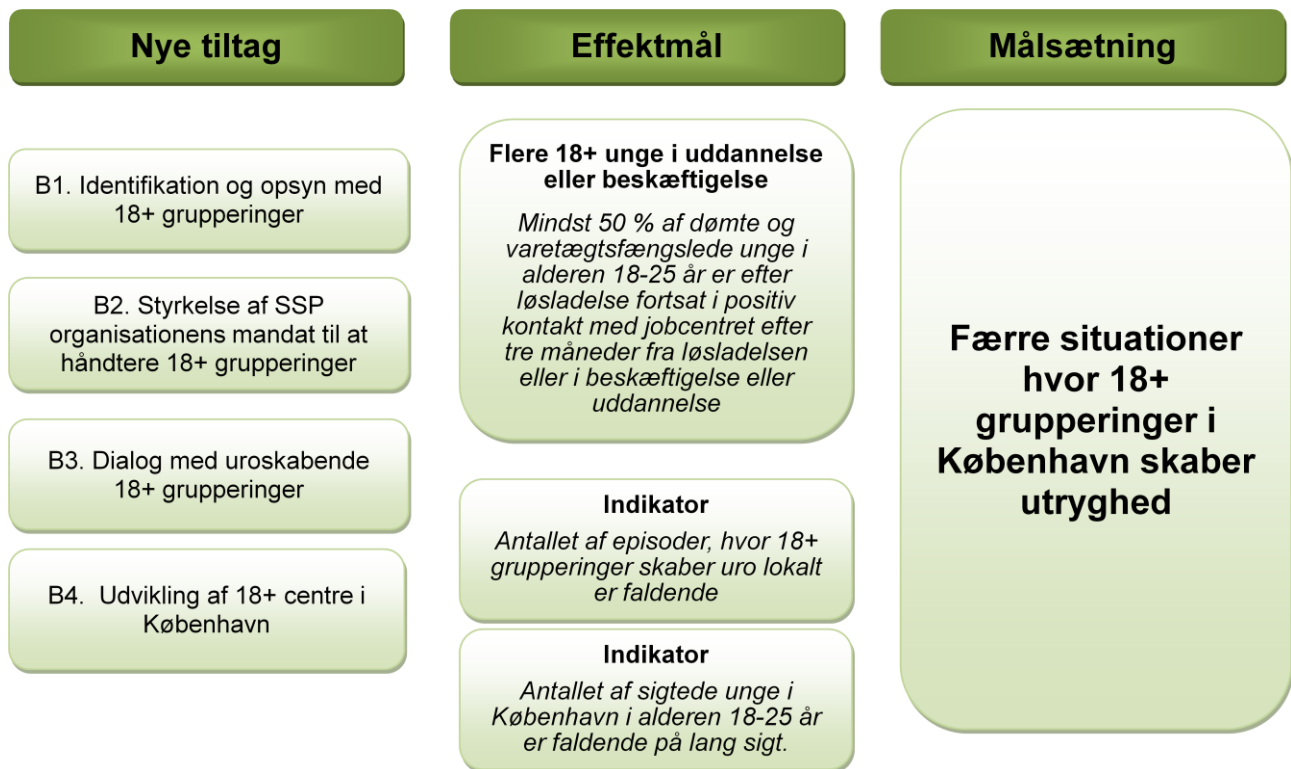 Nye tiltag
B1. Identifikation og opsyn med
18+ grupperinger
B2. Styrkelse af SSP
organisationens mandat til at
håndtere 18+ grupperinger
B3. Dialog med uroskabende
18+ grupperinger
B4.  Udvikling af 18+ centre i
København
Effektmål
Flere 18+ unge i uddannelse
eller beskæftigelse
Mindst 50 % af dømte og
varetægtsfængslede unge i
alderen 18-25 år er efter
løsladelse fortsat i positiv
kontakt med jobcentret efter
tre måneder fra løsladelsen
eller i beskæftigelse eller
uddannelse
Indikator
Antallet af episoder, hvor 18+
grupperinger skaber uro lokalt
er faldende
Indikator
Antallet af sigtede unge i
København i alderen 18-25 år
er faldende på lang sigt.
Målsætning
Færre situationer
hvor 18+
grupperinger i
København skaber
utryghed